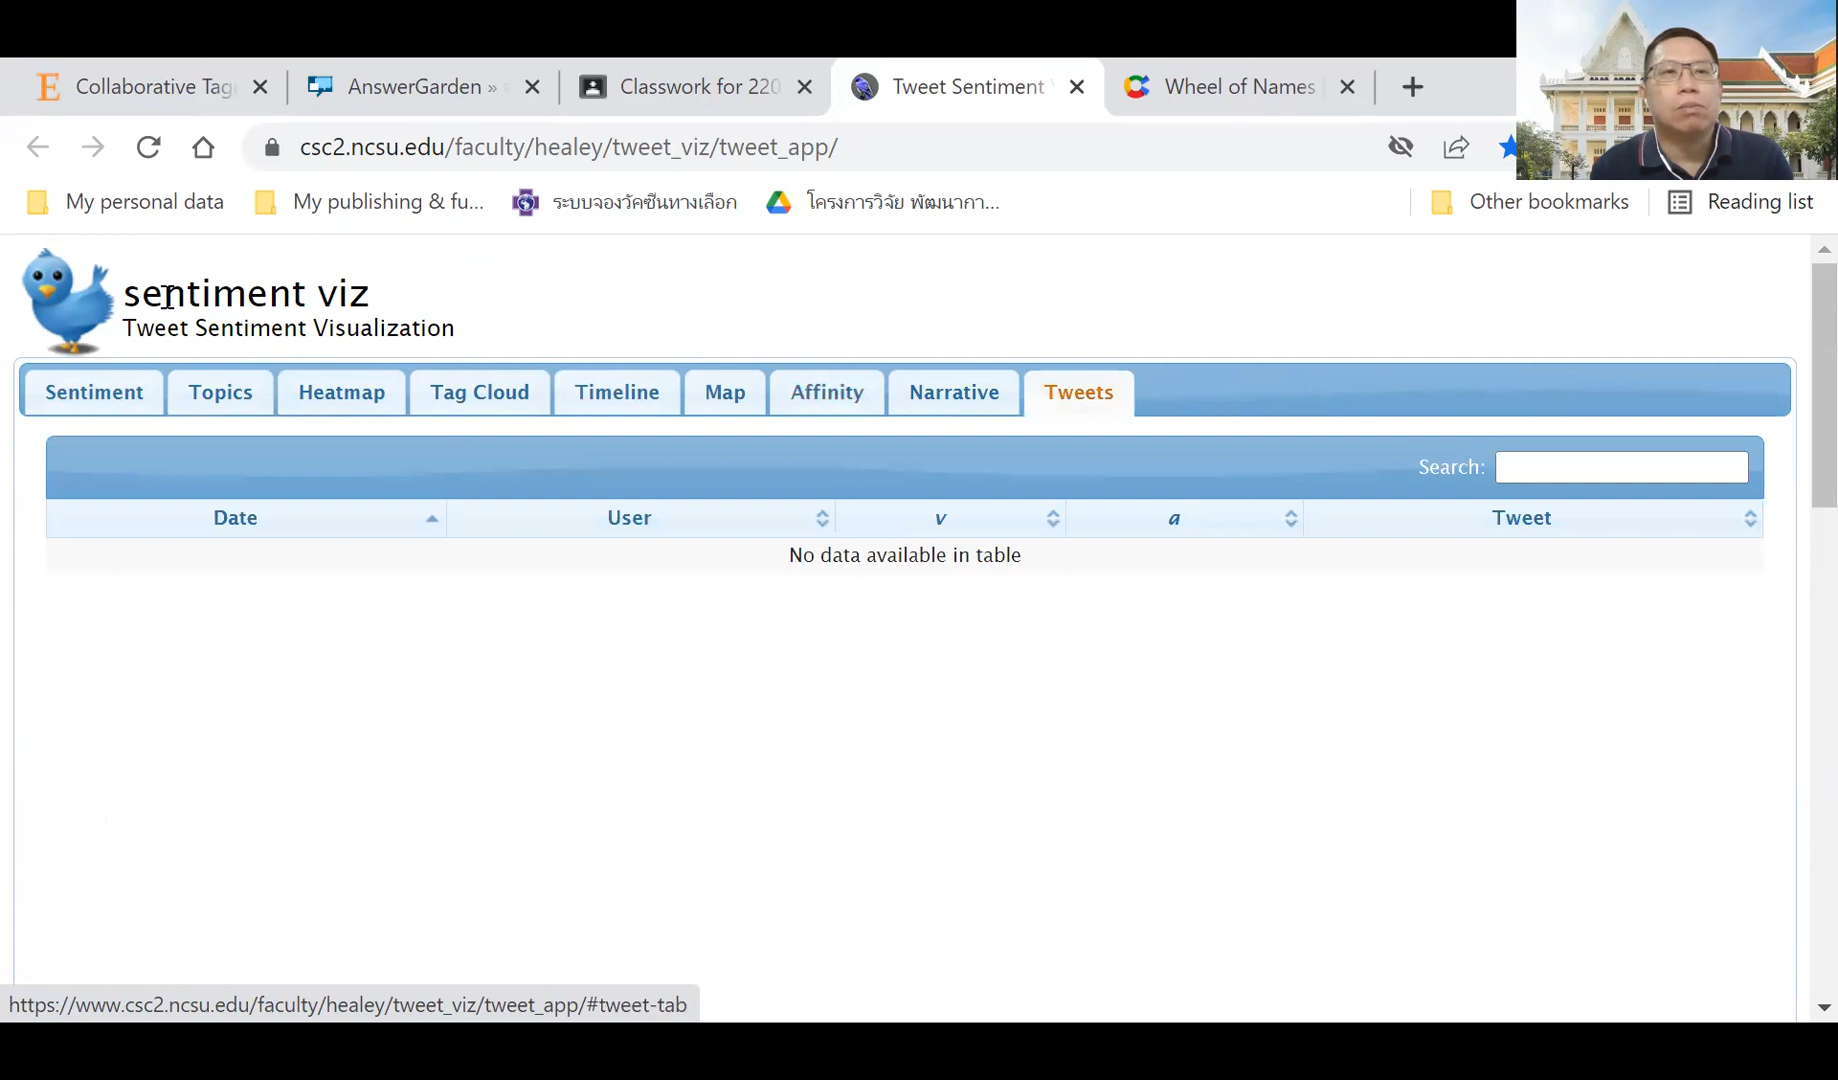 Collaborative Tag
AnswerGarden »
Classwork for 220
Tweet Sentiment
Wheel of Names
csc2.ncsu.edu/faculty/healey/tweet_viz/tweet_app/
My personal data
My publishing & fu...
ระบบจองวัคซีนทางเลือก
โครงการวิจัย พัฒนากา...
Other bookmarks
Reading list
sentiment viz
Tweet Sentiment Visualization
Sentiment
Topics
Heatmap
Tag Cloud
Timeline
Map
Affinity
Narrative
Tweets
Search:
Date
User
v
a
Tweet
No data available in table
https://www.csc2.ncsu.edu/faculty/healey/tweet_viz/tweet_app/#tweet-tab